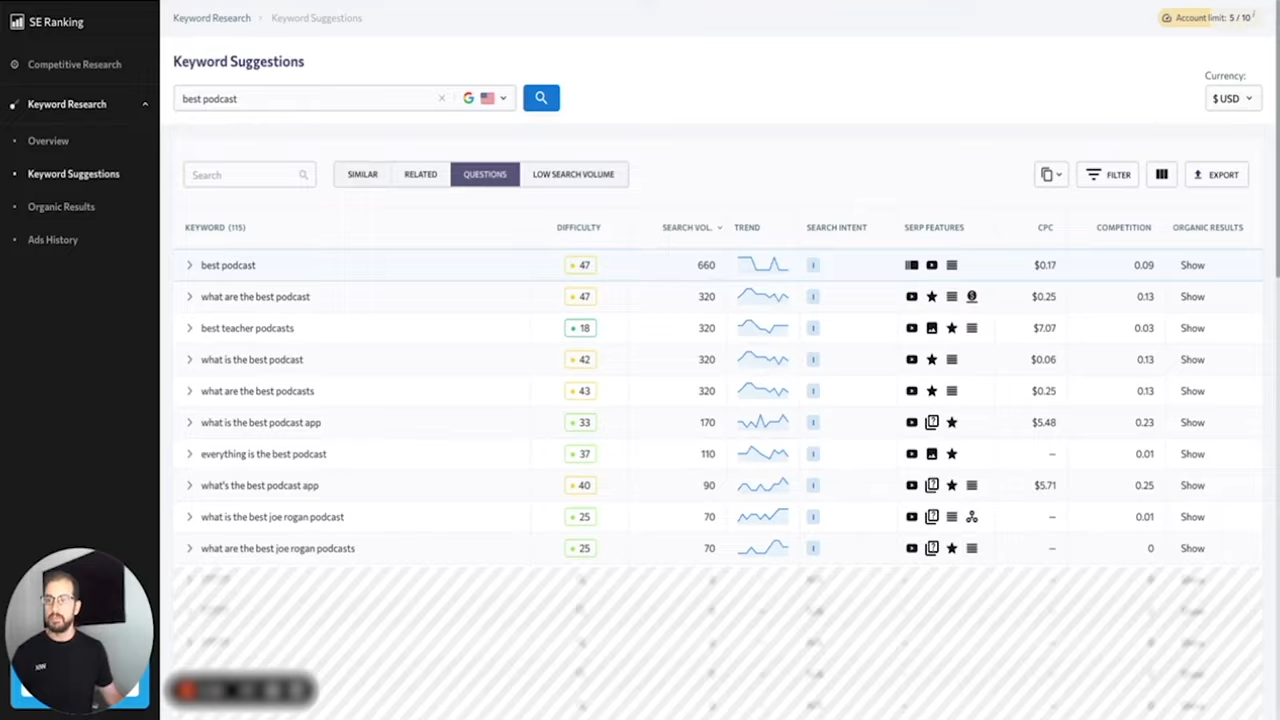 SE Ranking
Competitive Research
Keyword Research
Overview
Keyword Suggestions
Organic Results
Ads History
Keyword Research > Keyword Suggestions
Account limit: 5 / 10 i
Keyword Suggestions
best podcast
Currency:
$ USD
Search
SIMILAR RELATED QUESTIONS LOW SEARCH VOLUME
FILTER EXPORT
KEYWORD (115) DIFFICULTY SEARCH VOL. TREND SEARCH INTENT SERP FEATURES CPC COMPETITION ORGANIC RESULTS
best podcast 47 660 I $0.17 0.09 Show
what are the best podcast 47 320 I $0.25 0.13 Show
best teacher podcasts 18 320 I $7.07 0.03 Show
what is the best podcast 42 320 I $0.06 0.13 Show
what are the best podcasts 43 320 I $0.25 0.13 Show
what is the best podcast app 33 170 I $5.48 0.23 Show
everything is the best podcast 37 110 I – 0.01 Show
what's the best podcast app 40 90 I $5.71 0.25 Show
what is the best joe rogan podcast 25 70 I – 0.01 Show
what are the best joe rogan podcasts 25 70 I – 0 Show